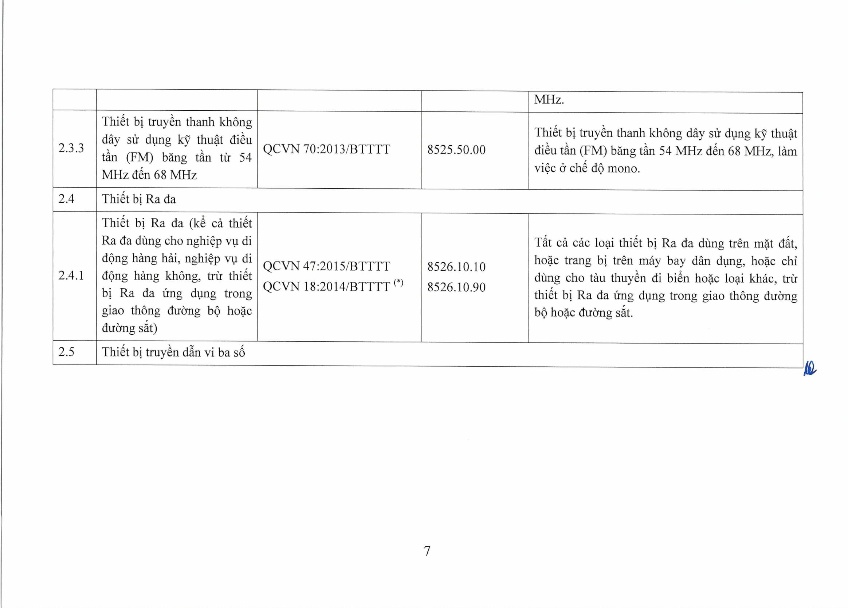 MHz.
2.3.3
Thiết bị truyền thanh không
dây sử dụng kỹ thuật điều
tần (FM) băng tần từ 54
MHz đến 68 MHz
QCVN 70:2013/BTTTT
8525.50.00
Thiết bị truyền thanh không dây sử dụng kỹ thuật
điều tần (FM) băng tần 54 MHz đến 68 MHz, làm
việc ở chế độ mono.
2.4
Thiết bị Ra đa
2.4.1
Thiết bị Ra đa (kể cả thiết
Ra đa dùng cho nghiệp vụ di
động hàng hải, nghiệp vụ di
động hàng không, trừ thiết
bị Ra đa ứng dụng trong
giao thông đường bộ hoặc
đường sắt)
QCVN 47:2015/BTTTT
QCVN 18:2014/BTTTT (*)
8526.10.10
8526.10.90
Tất cả các loại thiết bị Ra đa dùng trên mặt đất,
hoặc trang bị trên máy bay dân dụng, hoặc chỉ
dùng cho tàu thuyền đi biển hoặc loại khác, trừ
thiết bị Ra đa ứng dụng trong giao thông đường
bộ hoặc đường sắt.
2.5
Thiết bị truyền dẫn vi ba số
7